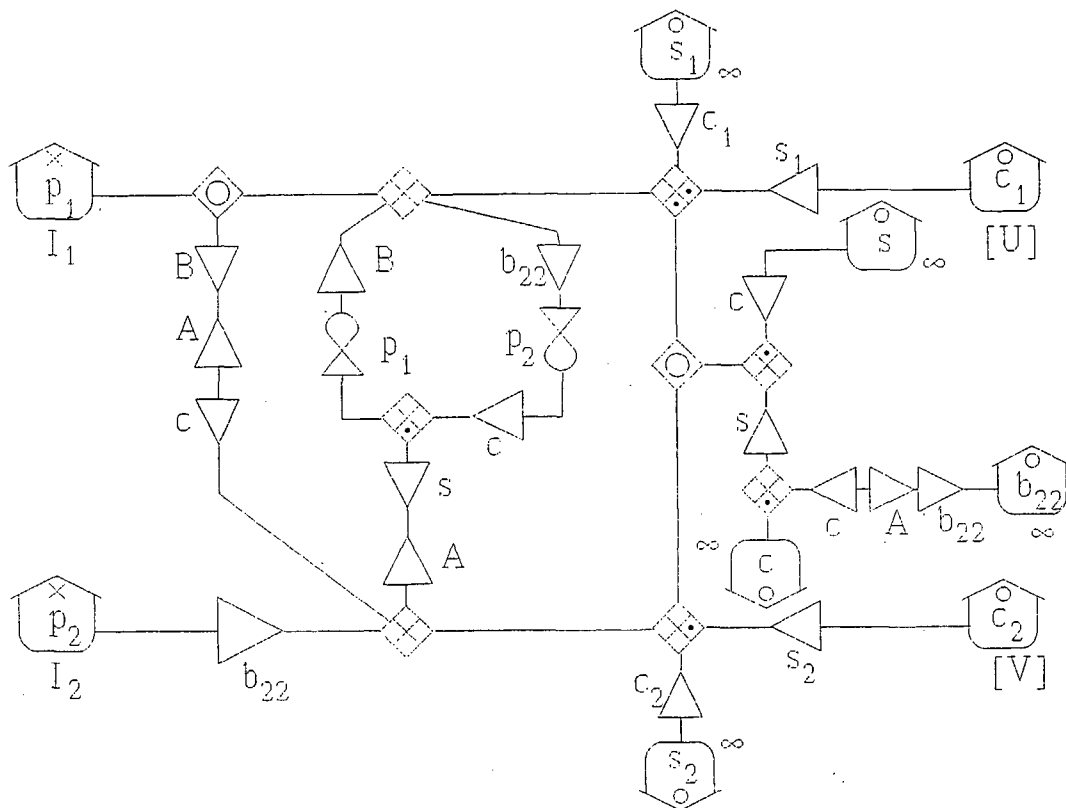 s₁
∞
c₁
p₁
I₁
s₁
c₁
[U]
s
∞
B
B
b₂₂
c
A
p₁
p₂
c
c
s
s
b₂₂
∞
c
A
b₂₂
A
∞
c
p₂
I₂
b₂₂
s₂
c₂
[V]
c₂
∞
s₂